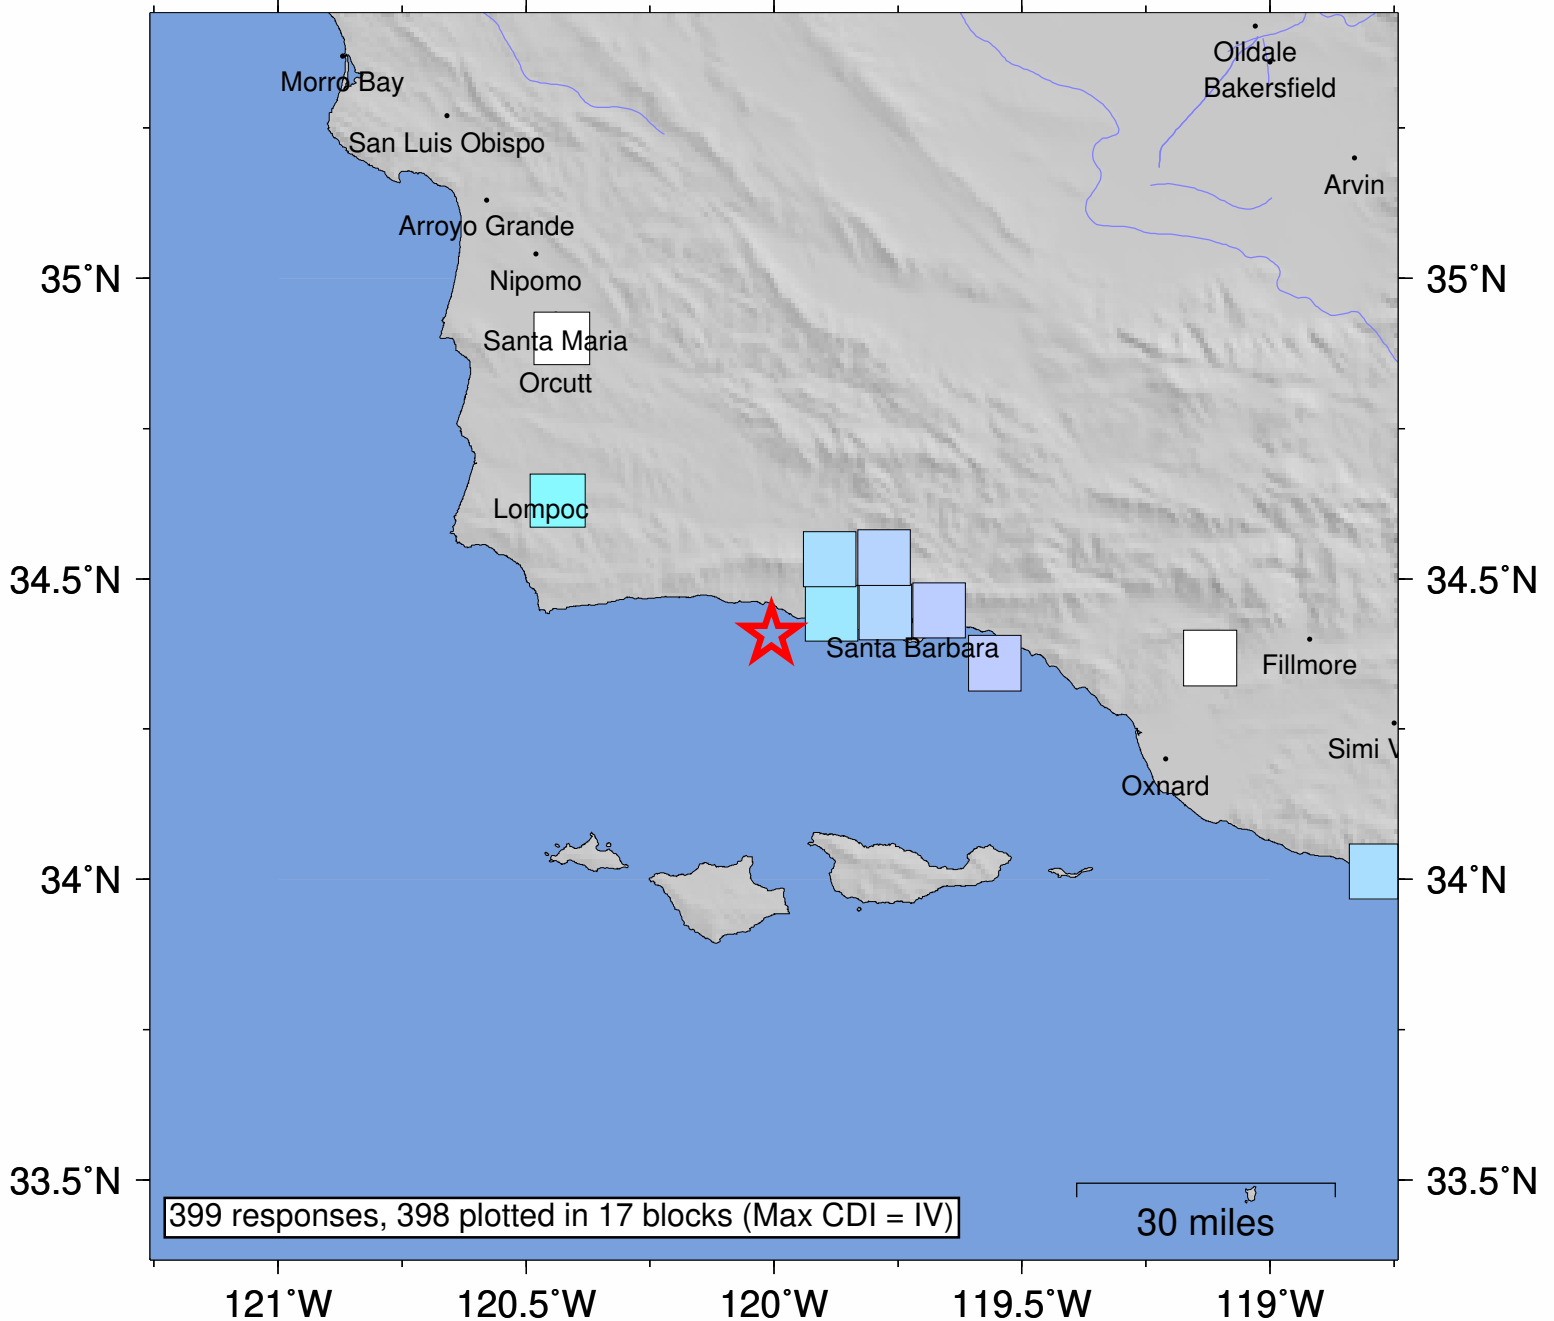 Oildale
Morro Bay
Bakersfield
San Luis Obispo
Arvin
Arroyo Grande
35˚N
Nipomo
35˚N
Santa Maria
Orcutt
Lompoc
34.5˚N
34.5˚N
Santa Barbara
Fillmore
Simi V
Oxnard
34˚N
34˚N
33.5˚N
33.5˚N
399 responses, 398 plotted in 17 blocks (Max CDI = IV)
30 miles
121˚W 120.5˚W 120˚W 119.5˚W 119˚W